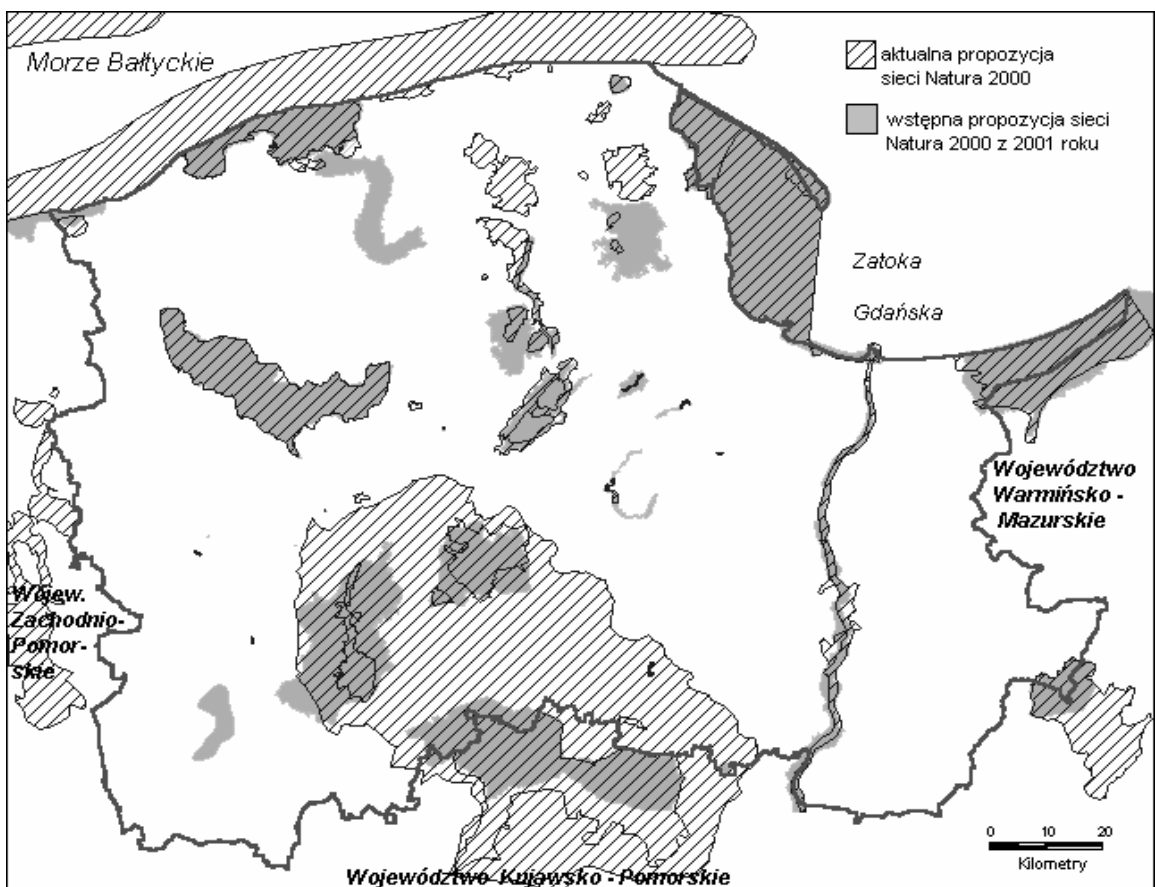 Morze Bałtyckie
aktualna propozycja
sieci Natura 2000
wstępna propozycja sieci
Natura 2000 z 2001 roku
Zatoka
Gdańska
Województwo
Warmińsko -
Mazurskie
Wojew.
Zachodnio-
Pomor-
skie
0 10 20
Kilometry
Województwo Kujawsko - Pomorskie